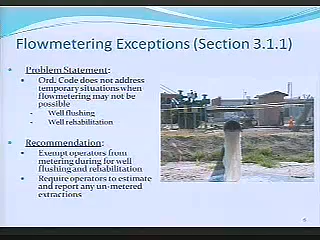 Flowmetering Exceptions (Section 3.1.1)
Problem Statement:
Ord. Code does not address
temporary situations when
flowmetering may not be
possible
- Well flushing
- Well rehabilitation
Recommendation:
Exempt operators from
metering during for well
flushing and rehabilitation
Require operators to estimate
and report any un-metered
extractions
6